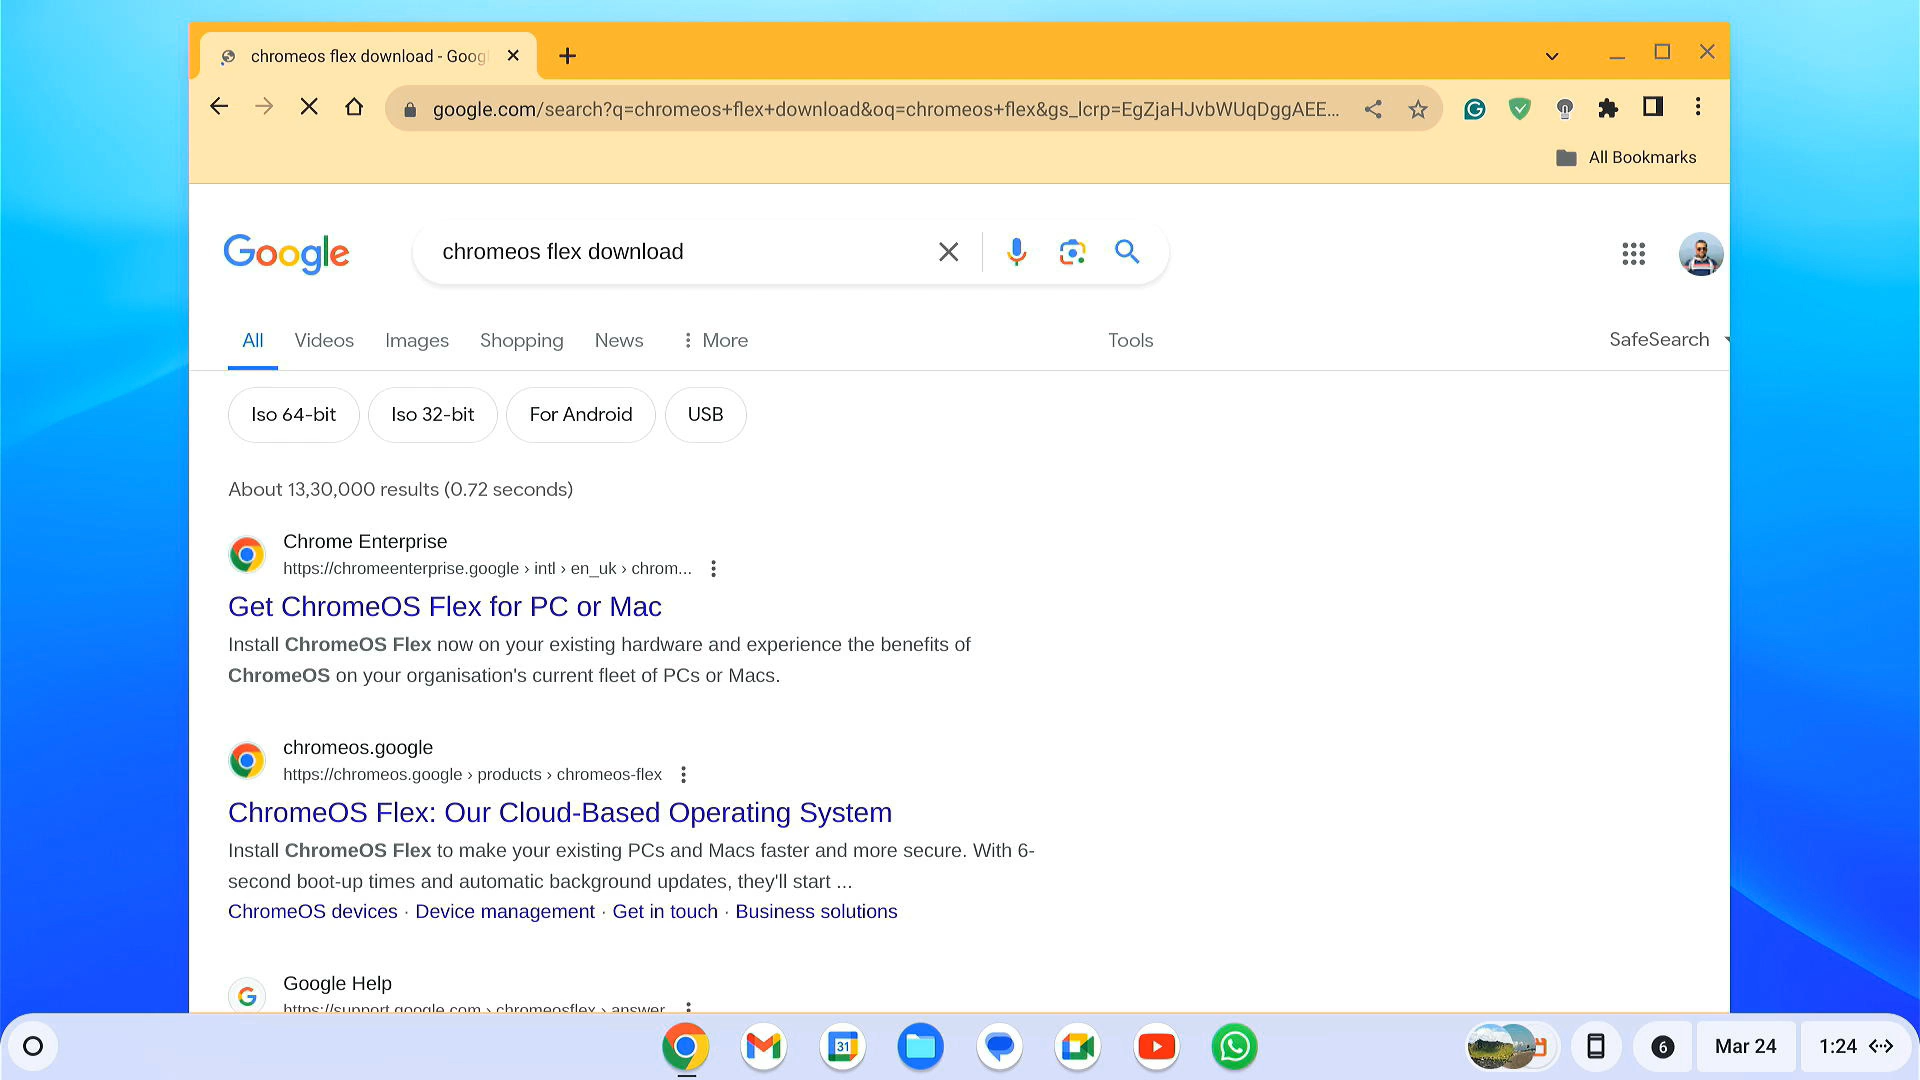 chromeos flex download - Goog
google.com/search?q=chromeos+flex+download&oq=chromeos+flex&gs_lcrp=EgZjaHJvbWUqDggAEE...
All Bookmarks
Google
chromeos flex download
All Videos Images Shopping News More Tools SafeSearch
Iso 64-bit Iso 32-bit For Android USB
About 13,30,000 results (0.72 seconds)
Chrome Enterprise
https://chromeenterprise.google › intl › en_uk › chrom...
Get ChromeOS Flex for PC or Mac
Install ChromeOS Flex now on your existing hardware and experience the benefits of
ChromeOS on your organisation's current fleet of PCs or Macs.
chromeos.google
https://chromeos.google › products › chromeos-flex
ChromeOS Flex: Our Cloud-Based Operating System
Install ChromeOS Flex to make your existing PCs and Macs faster and more secure. With 6-
second boot-up times and automatic background updates, they'll start ...
ChromeOS devices · Device management · Get in touch · Business solutions
Google Help
https://support.google.com › chromeosflex › answer
31
6
Mar 24
1:24